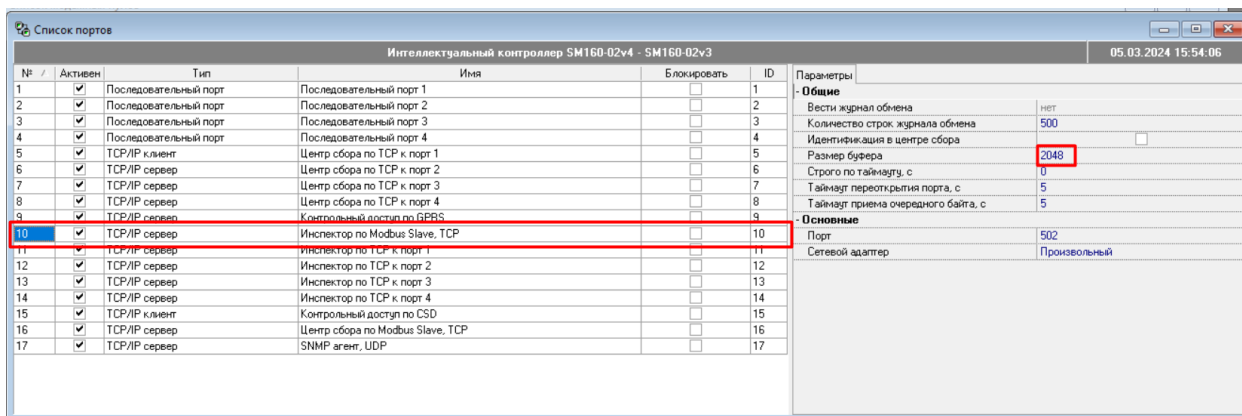 Список портов
Интеллектуальный контроллер SM160-02v4 - SM160-02v3 05.03.2024 15:54:06
№ / Активен Тип Имя Блокировать ID
1 Последовательный порт Последовательный порт 1 1
2 Последовательный порт Последовательный порт 2 2
3 Последовательный порт Последовательный порт 3 3
4 Последовательный порт Последовательный порт 4 4
5 TCP/IP клиент Центр сбора по TCP к порт 1 5
6 TCP/IP сервер Центр сбора по TCP к порт 2 6
7 TCP/IP сервер Центр сбора по TCP к порт 3 7
8 TCP/IP сервер Центр сбора по TCP к порт 4 8
9 TCP/IP сервер Контрольный доступ по GPRS 9
10 TCP/IP сервер Инспектор по Modbus Slave, TCP 10
11 TCP/IP сервер Инспектор по TCP к порт 1 11
12 TCP/IP сервер Инспектор по TCP к порт 2 12
13 TCP/IP сервер Инспектор по TCP к порт 3 13
14 TCP/IP сервер Инспектор по TCP к порт 4 14
15 TCP/IP клиент Контрольный доступ по CSD 15
16 TCP/IP сервер Центр сбора по Modbus Slave, TCP 16
17 TCP/IP сервер SNMP агент, UDP 17
Параметры
- Общие
Вести журнал обмена нет
Количество строк журнала обмена 500
Идентификация в центре сбора
Размер буфера 2048
Строго по таймауту, с 0
Таймаут переоткрытия порта, с 5
Таймаут приема очередного байта, с 5
- Основные
Порт 502
Сетевой адаптер Произвольный